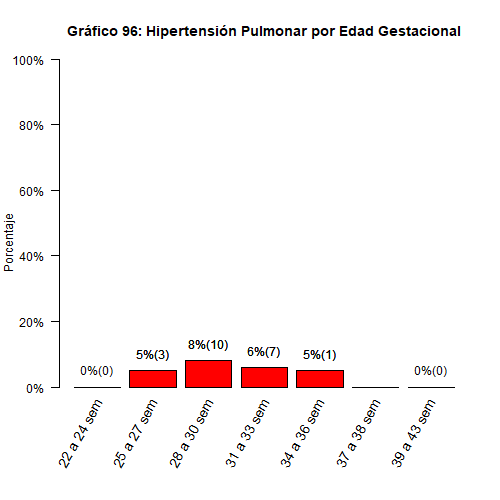 Gráfico 96: Hipertensión Pulmonar por Edad Gestacional
100%
80%
60%
40%
20%
0%
Porcentaje
0%(0)
5%(3)
8%(10)
6%(7)
5%(1)
0%(0)
22 a 24 sem
25 a 27 sem
28 a 30 sem
31 a 33 sem
34 a 36 sem
37 a 38 sem
39 a 43 sem